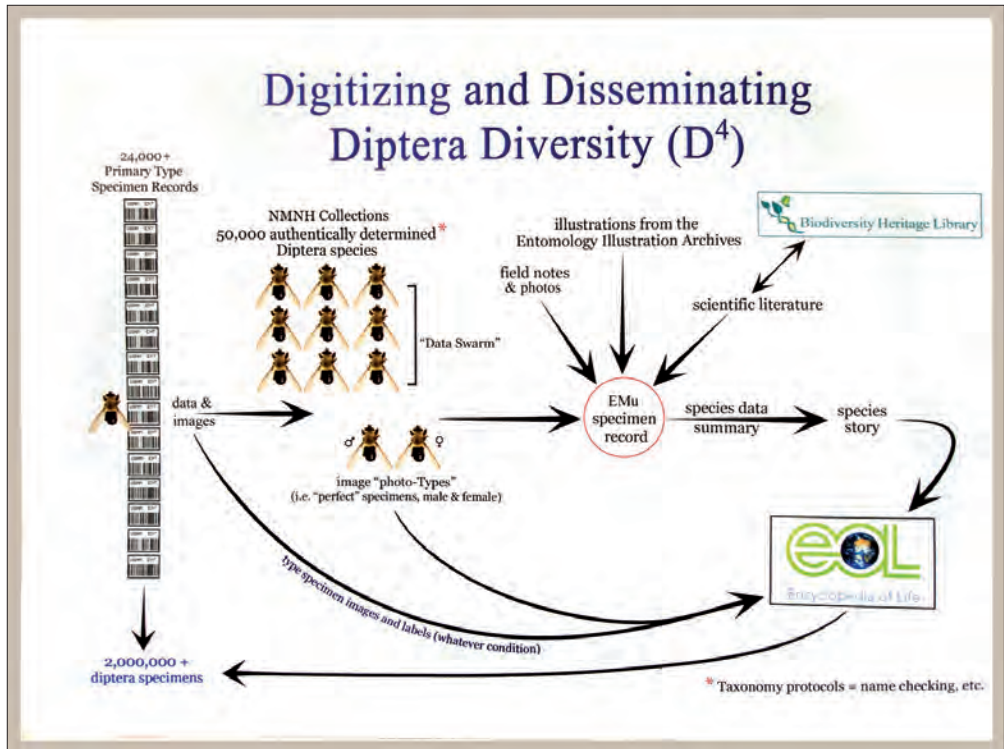 Digitizing and Disseminating
Diptera Diversity (D⁴)
24,000+
Primary Type
Specimen Records
NMNH Collections
50,000 authentically determined *
Diptera species
"Data Swarm"
illustrations from the
Entomology Illustration Archives
field notes
& photos
Biodiversity Heritage Library
scientific literature
data &
images
EMu
specimen
record
species data
summary
species
story
♂ ♀
image "photo-Types"
(i.e. "perfect" specimens, male & female)
type specimen images and labels (whatever condition)
eOL
Encyclopedia of Life
2,000,000 +
diptera specimens
* Taxonomy protocols = name checking, etc.